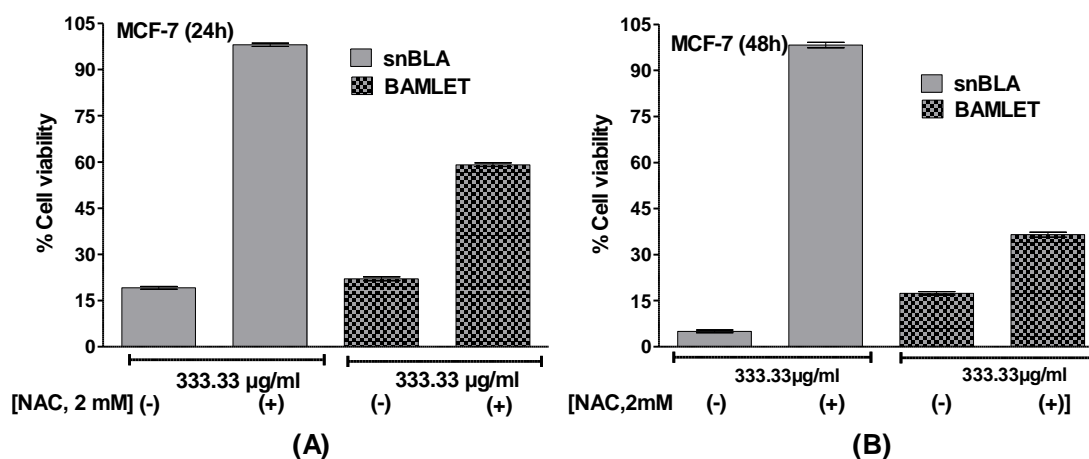 MCF-7 (24h)
snBLA
BAMLET
% Cell viability
105
90
75
60
45
30
15
0
333.33 µg/ml
333.33 µg/ml
[NAC, 2 mM] (-) (+) (-) (+)
(A)
MCF-7 (48h)
snBLA
BAMLET
% Cell viability
105
90
75
60
45
30
15
0
333.33µg/ml
333.33µg/ml
[NAC,2mM (-) (+) (-) (+)]
(B)